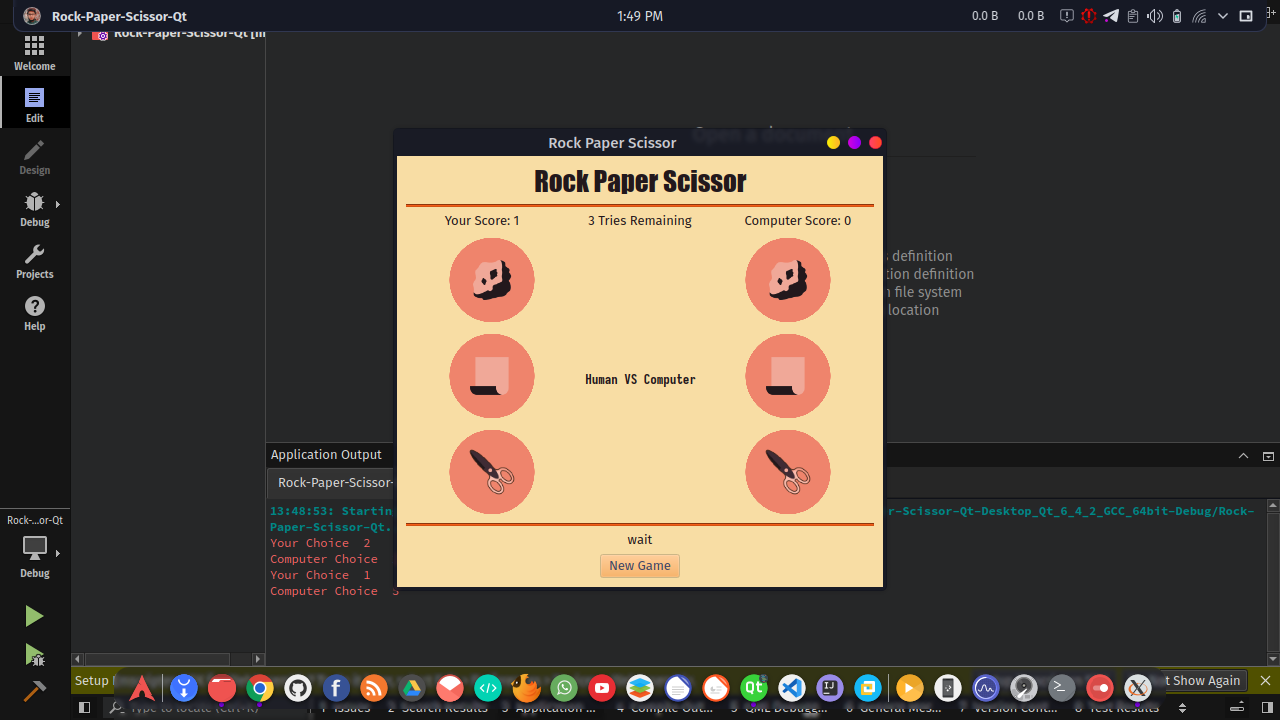 Rock-Paper-Scissor-Qt
1:49 PM
0.0 B
0.0 B
Rock-Paper-Scissor-Qt
Welcome
Edit
Design
Debug
Projects
Help
Rock-...or-Qt
Debug
Open a document
definition
tion definition
file system
location
Rock Paper Scissor
Rock Paper Scissor
Your Score: 1
3 Tries Remaining
Computer Score: 0
Human VS Computer
wait
New Game
Application Output
Rock-Paper-Scissor-
13:48:53: Startin
r-Scissor-Qt-Desktop_Qt_6_4_2_GCC_64bit-Debug/Rock-
Paper-Scissor-Qt.
Your Choice 2
Computer Choice
Your Choice 1
Computer Choice 3
Setup
t Show Again
Type to locate (Ctrl-K)
1 Issues
2 Search Results
3 Application ...
4 Compile Out...
5 QML Debugg...
6 General Mes...
7 Version Cont...
8 Test Results